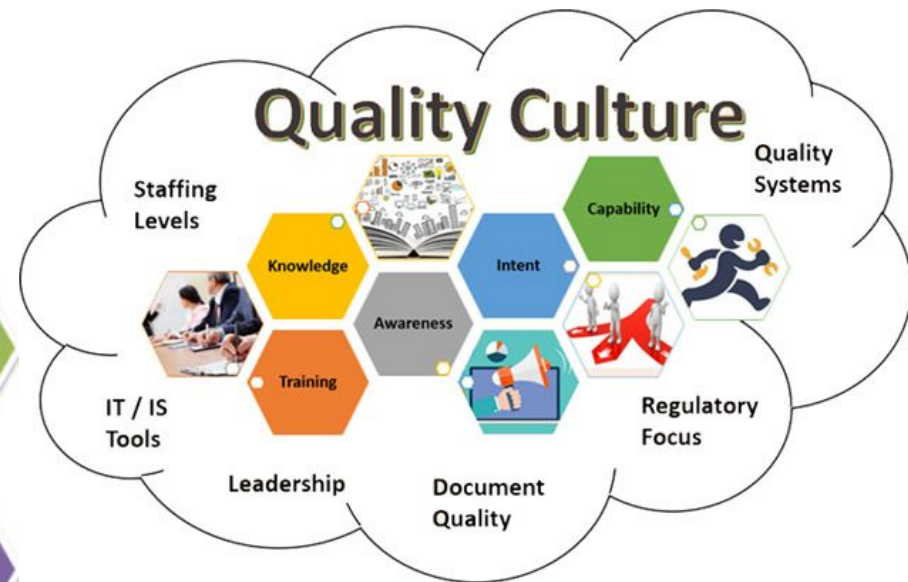 Quality Culture
Quality
Systems
Staffing
Levels
Capability
Knowledge
Intent
Awareness
Training
IT / IS
Tools
Regulatory
Focus
Leadership
Document
Quality